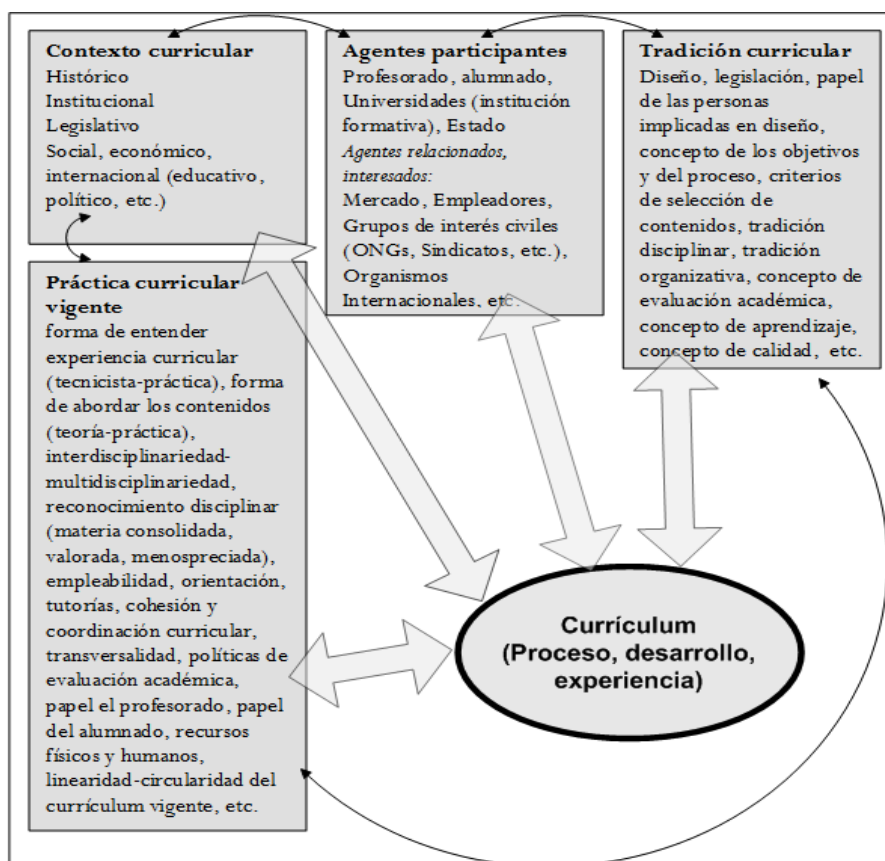 Contexto curricular
Histórico
Institucional
Legislativo
Social, económico,
internacional (educativo,
político, etc.)
Agentes participantes
Profesorado, alumnado,
Universidades (institución
formativa), Estado
Agentes relacionados,
interesados:
Mercado, Empleadores,
Grupos de interés civiles
(ONGs, Sindicatos, etc.),
Organismos
Internacionales, etc.
Tradición curricular
Diseño, legislación, papel
de las personas
implicadas en diseño,
concepto de los objetivos
y del proceso, criterios
de selección de
contenidos, tradición
disciplinar, tradición
organizativa, concepto de
evaluación académica,
concepto de aprendizaje,
concepto de calidad, etc.
Práctica curricular
vigente
forma de entender
experiencia curricular
(tecnicista-práctica), forma
de abordar los contenidos
(teoría-práctica),
interdisciplinariedad-
multidisciplinariedad,
reconocimiento disciplinar
(materia consolidada,
valorada, menospreciada),
empleabilidad, orientación,
tutorías, cohesión y
coordinación curricular,
transversalidad, políticas de
evaluación académica,
papel el profesorado, papel
del alumnado, recursos
físicos y humanos,
linearidad-circularidad del
currículum vigente, etc.
Currículum
(Proceso, desarrollo,
experiencia)